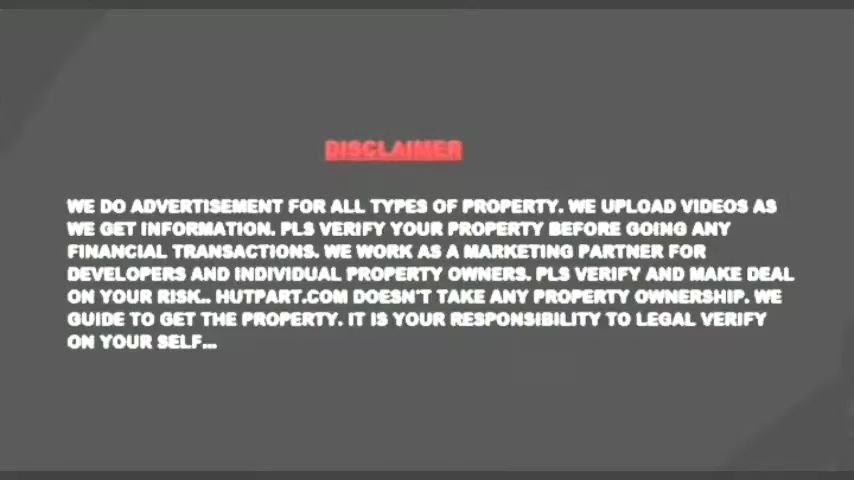 DISCLAIMER
WE DO ADVERTISEMENT FOR ALL TYPES OF PROPERTY. WE UPLOAD VIDEOS AS
WE GET INFORMATION. PLS VERIFY YOUR PROPERTY BEFORE GOING ANY
FINANCIAL TRANSACTIONS. WE WORK AS A MARKETING PARTNER FOR
DEVELOPERS AND INDIVIDUAL PROPERTY OWNERS. PLS VERIFY AND MAKE DEAL
ON YOUR RISK.. HUTPART.COM DOESN'T TAKE ANY PROPERTY OWNERSHIP. WE
GUIDE TO GET THE PROPERTY. IT IS YOUR RESPONSIBILITY TO LEGAL VERIFY
ON YOUR SELF...